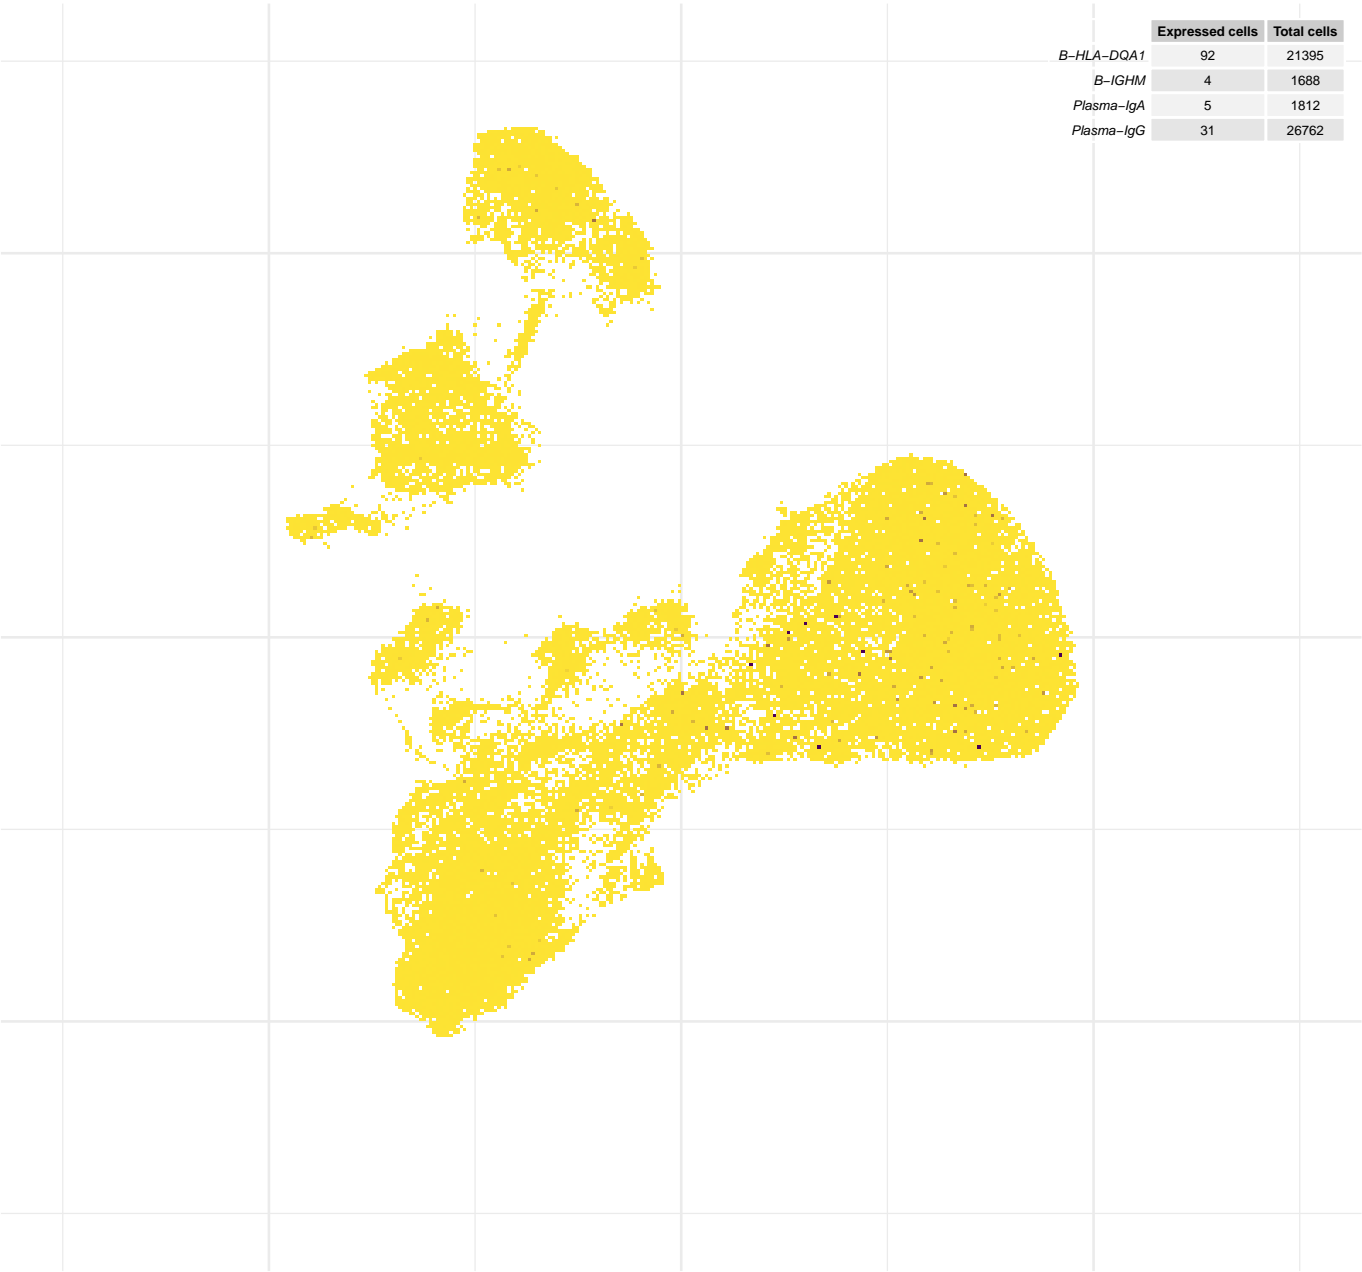 Expressed cells Total cells
B−HLA−DQA1 92 21395
B−IGHM 4 1688
Plasma−IgA 5 1812
Plasma−IgG 31 26762